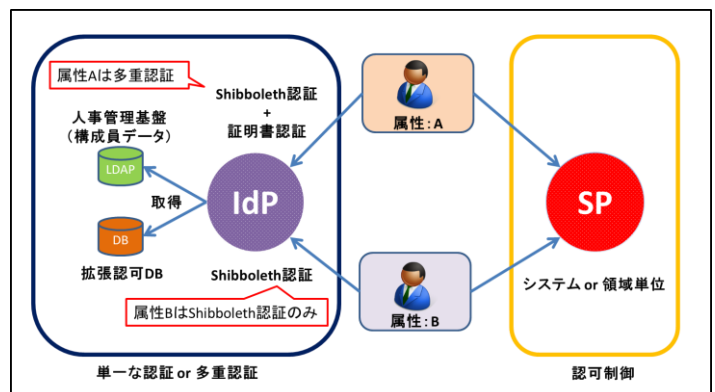 属性Aは多重認証
Shibboleth認証
+
証明書認証
人事管理基盤
(構成員データ)
LDAP
取得
DB
拡張認可DB
IdP
Shibboleth認証
属性BはShibboleth認証のみ
単一な認証 or 多重認証
属性:A
属性:B
SP
システム or 領域単位
認可制御